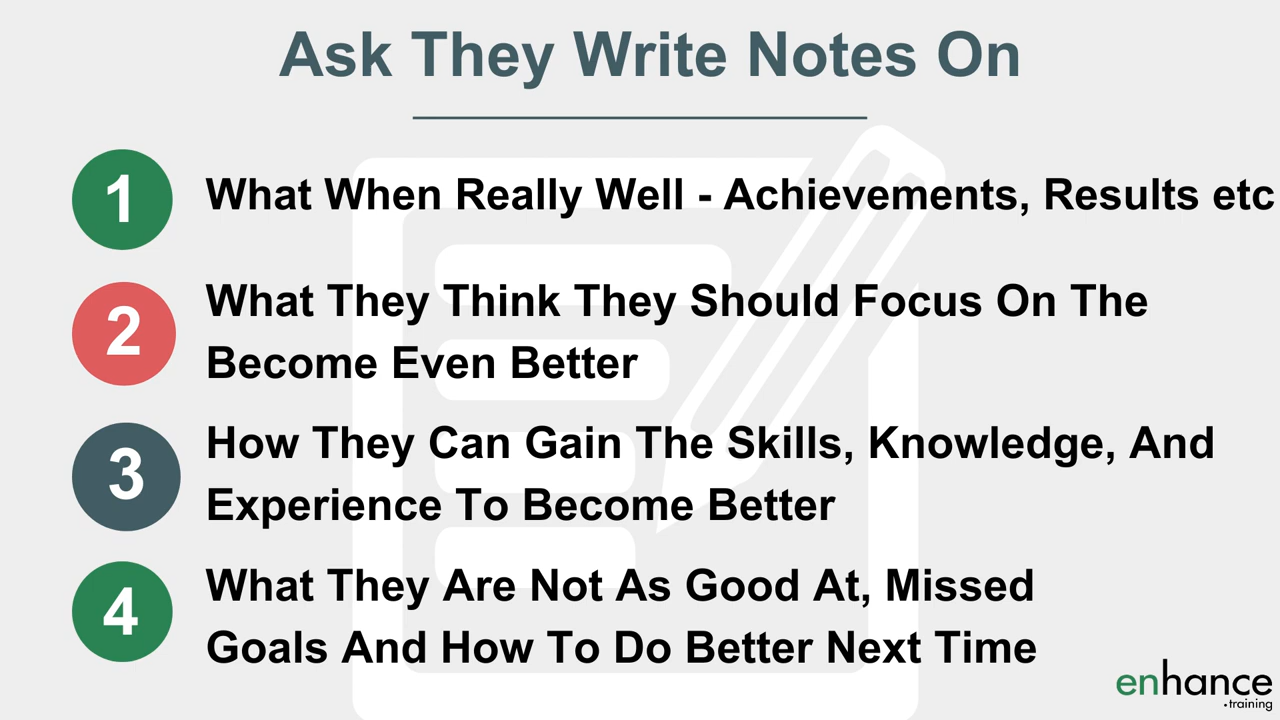 Ask They Write Notes On
1
What When Really Well - Achievements, Results etc
2
What They Think They Should Focus On The
Become Even Better
3
How They Can Gain The Skills, Knowledge, And
Experience To Become Better
4
What They Are Not As Good At, Missed
Goals And How To Do Better Next Time
enhance
•training